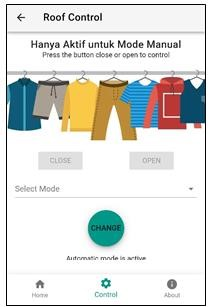 Roof Control
Hanya Aktif untuk Mode Manual
Press the button close or open to control
CLOSE
OPEN
Select Mode
CHANGE
Automatic mode is active
Home
Control
About